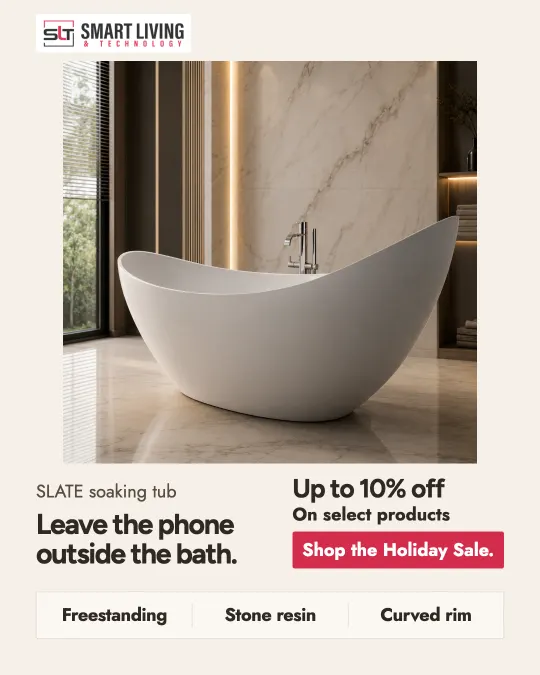 SLT SMART LIVING
& TECHNOLOGY
SLATE soaking tub
Leave the phone
outside the bath.
Up to 10% off
On select products
Shop the Holiday Sale.
Freestanding
Stone resin
Curved rim